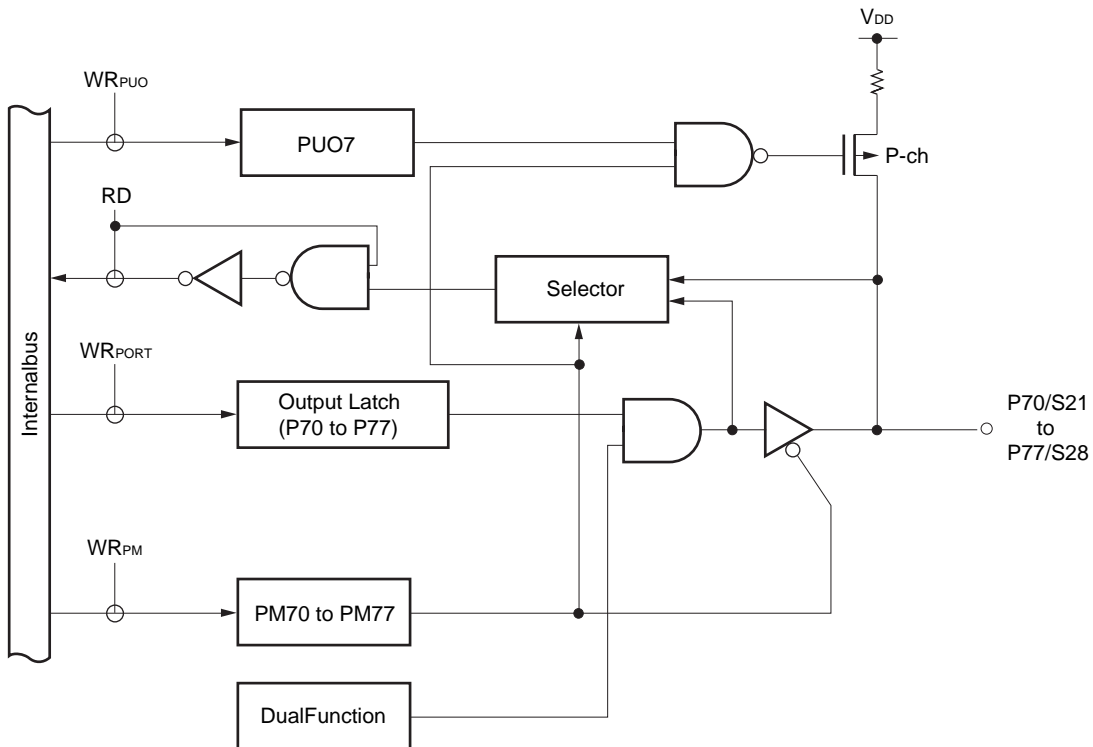 VDD
WRPUO
PUO7
P-ch
RD
Selector
Internalbus
WRPORT
Output Latch
(P70 to P77)
P70/S21
to
P77/S28
WRPM
PM70 to PM77
DualFunction